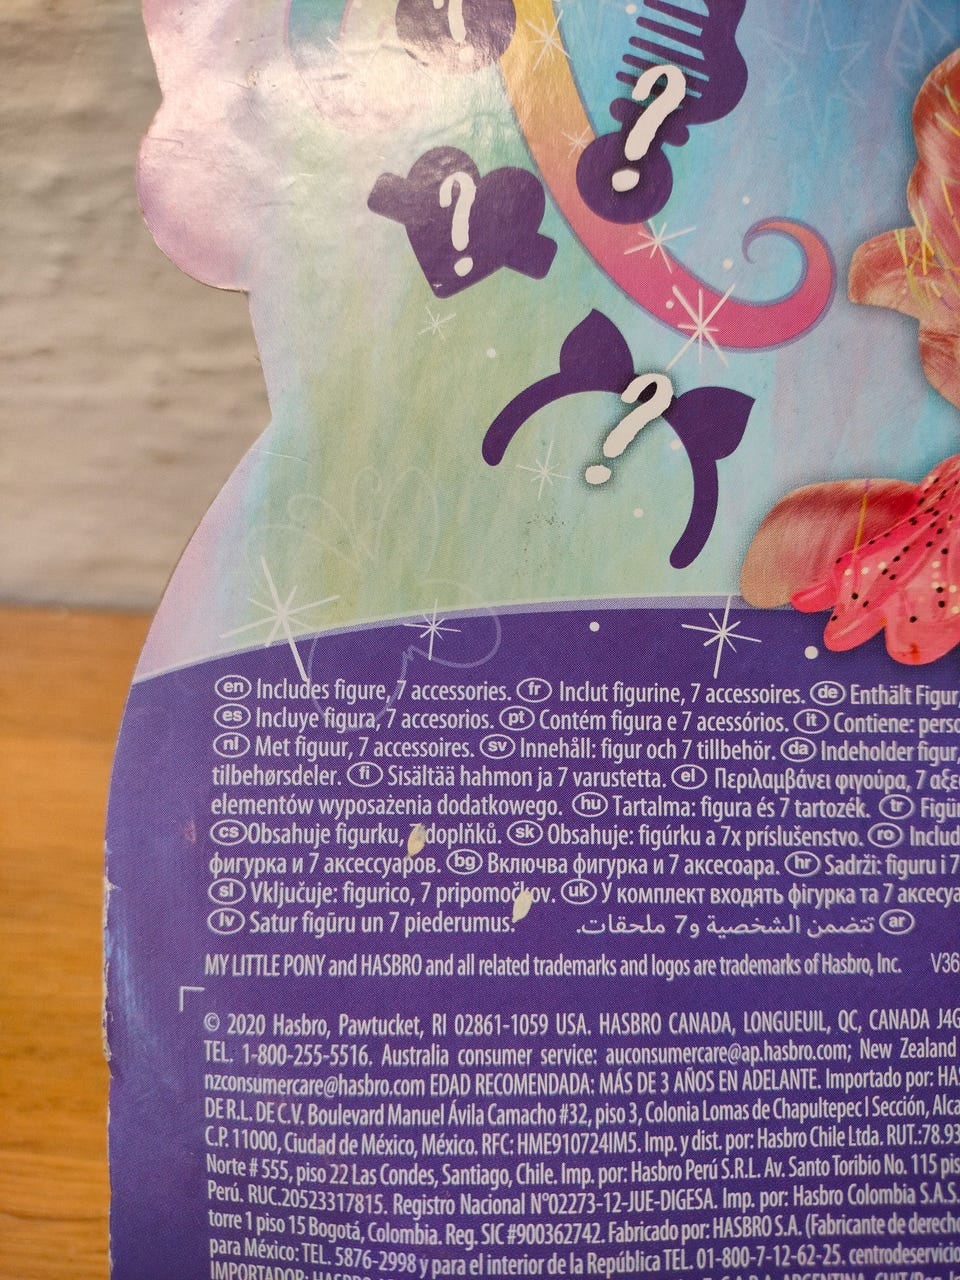 ?
?
?
?
en Includes figure, 7 accessories. fr Inclut figurine, 7 accessoires. de Enthält Figur,
es Incluye figura, 7 accesorios. pt Contém figura e 7 acessórios. it Contiene:
nl Met figuur, 7 accessoires. sv Innehåll: figur och 7 tillbehör. da Indeholder figur,
tilbehørsdeler. fi Sisältää hahmon ja 7 varustetta. el Περιλαμβάνει φιγούρα, 7
elementów wyposażenia dodatkowego. hu Tartalma: figura és 7 tartozék. tr
cs Obsahuje figurku, 7 doplňků. sk Obsahuje: figúrku a 7x príslušenstvo. ro
фигурка и 7 аксессуаров. bg Включва фигурка и 7 аксесоара. hr Sadrži: figuru i 7
sl Vključuje: figurico, 7 pripomočkov. uk У комплект входять фігурка та 7
lv Satur figūru un 7 piederumus. ar تتضمن الشخصية و7 ملحقات.
MY LITTLE PONY and HASBRO and all related trademarks and logos are trademarks of Hasbro, Inc. V36
© 2020 Hasbro, Pawtucket, RI 02861-1059 USA. HASBRO CANADA, LONGUEUIL, QC, CANADA J4G
TEL. 1-800-255-5516. Australia consumer service: auconsumercare@ap.hasbro.com; New Zealand
nzconsumercare@hasbro.com EDAD RECOMENDADA: MÁS DE 3 AÑOS EN ADELANTE. Importado por:
DE R.L. DE C.V. Boulevard Manuel Ávila Camacho #32, piso 3, Colonia Lomas de Chapultepec I Sección,
C.P. 11000, Ciudad de México, México. RFC: HME910724IM5. Imp. y dist. por: Hasbro Chile Ltda. RUT.:78.93
Norte # 555, piso 22 Las Condes, Santiago, Chile. Imp. por: Hasbro Perú S.R.L. Av. Santo Toribio No. 115
Perú. RUC.20523317815. Registro Nacional N°02273-12-JUE-DIGESA. Imp. por: Hasbro Colombia S.A.S.
torre 1 piso 15 Bogotá, Colombia. Reg. SIC #900362742. Fabricado por: HASBRO S.A. (Fabricante de
para México: TEL. 5876-2998 y para el interior de la República TEL. 01-800-7-12-62-25.
IMPORTADOR: